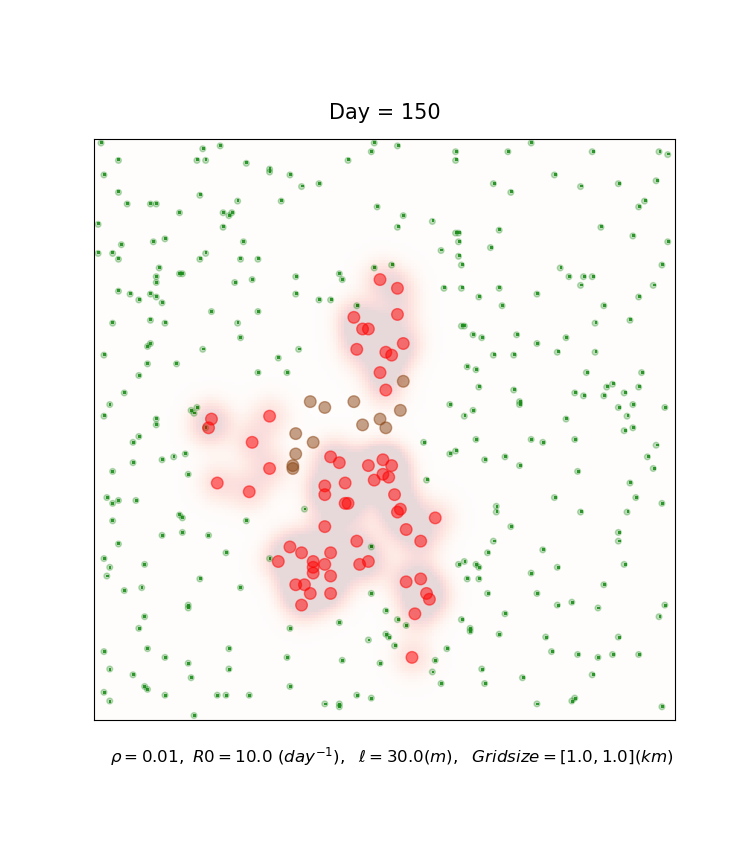 Day = 150
ρ = 0.01, R0 = 10.0 (day⁻¹), ℓ = 30.0(m), Gridsize = [1.0, 1.0](km)